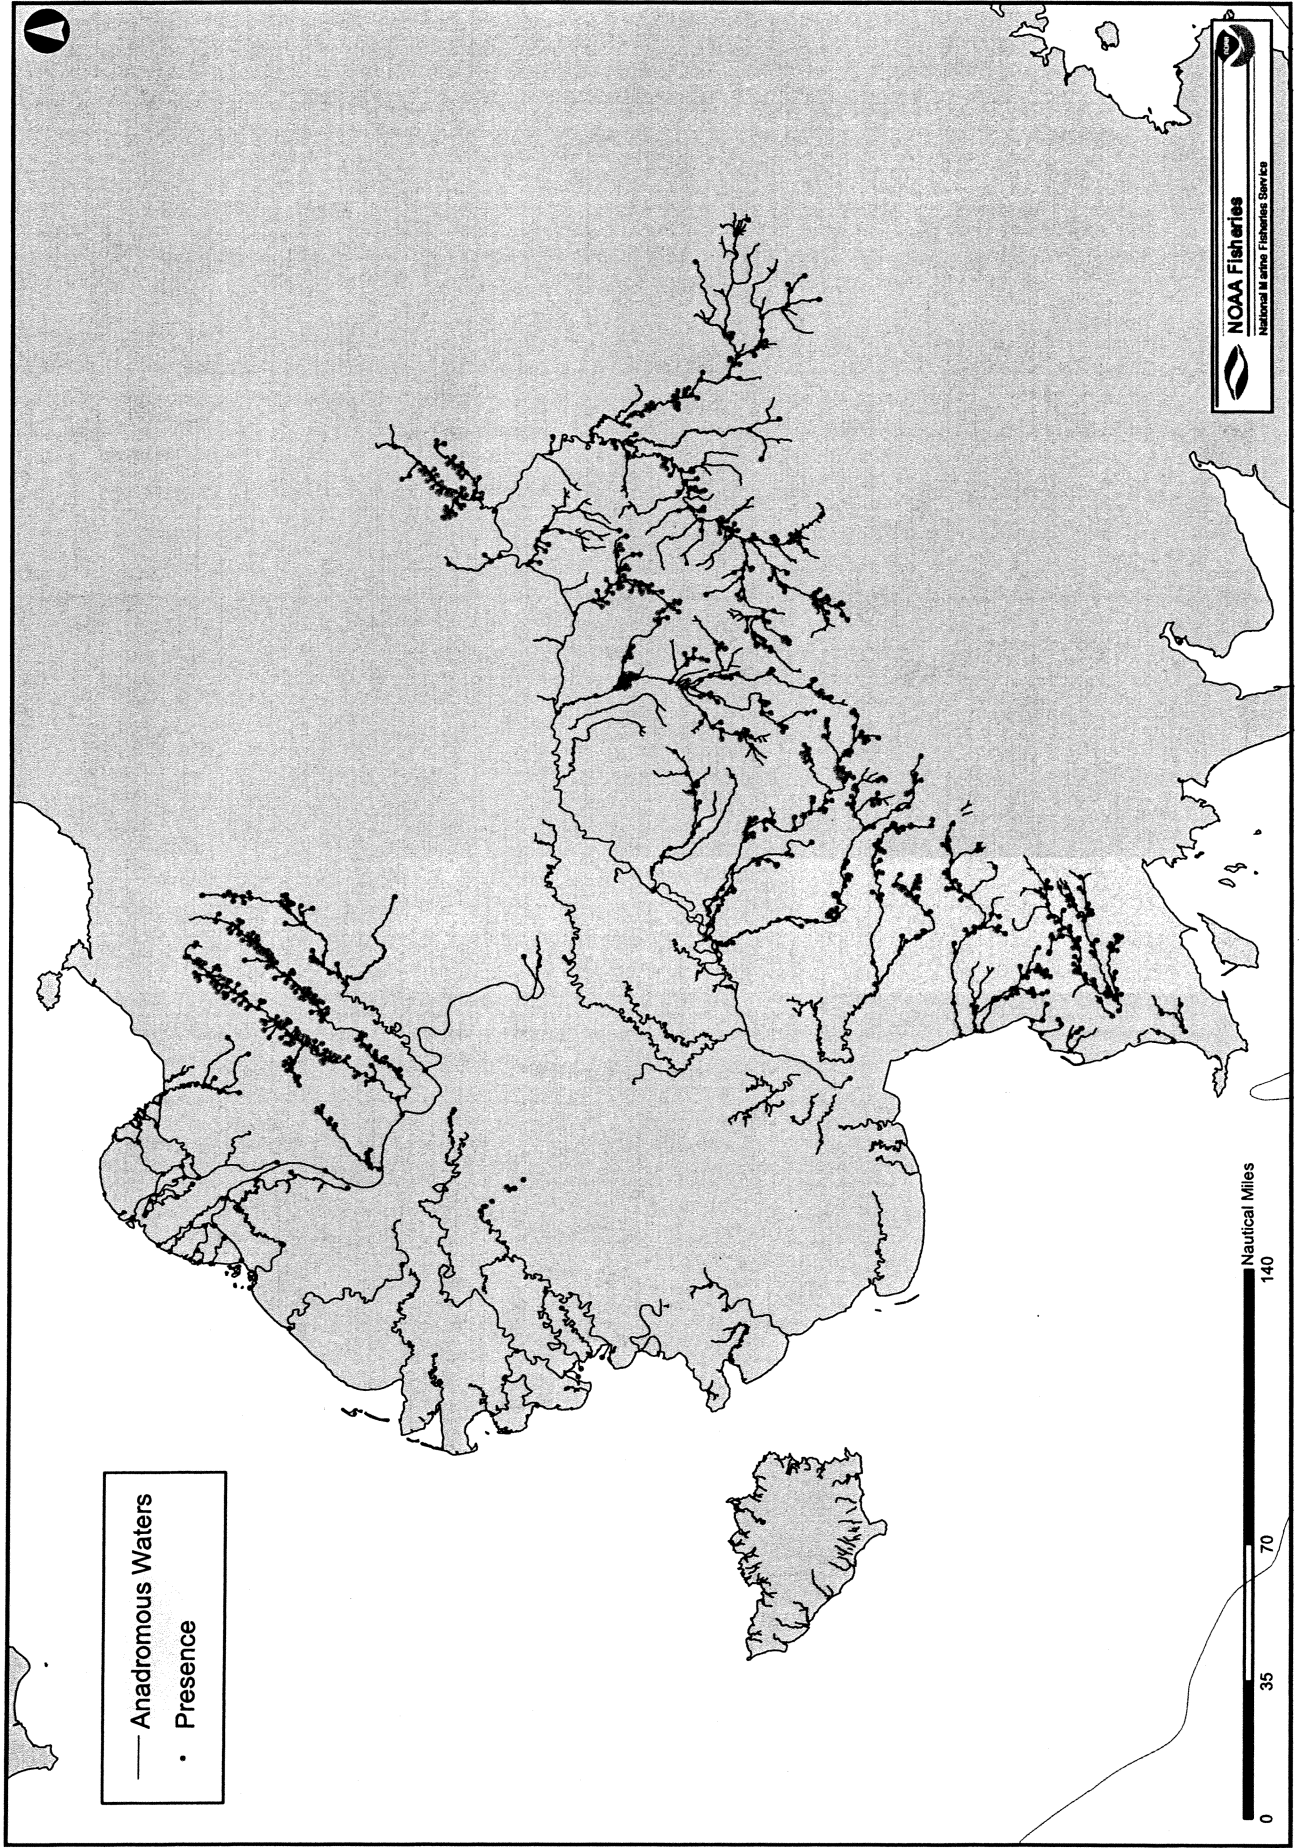 Anadromous Waters
Presence
0 35 70 140
Nautical Miles
NOAA Fisheries
National Marine Fisheries Service